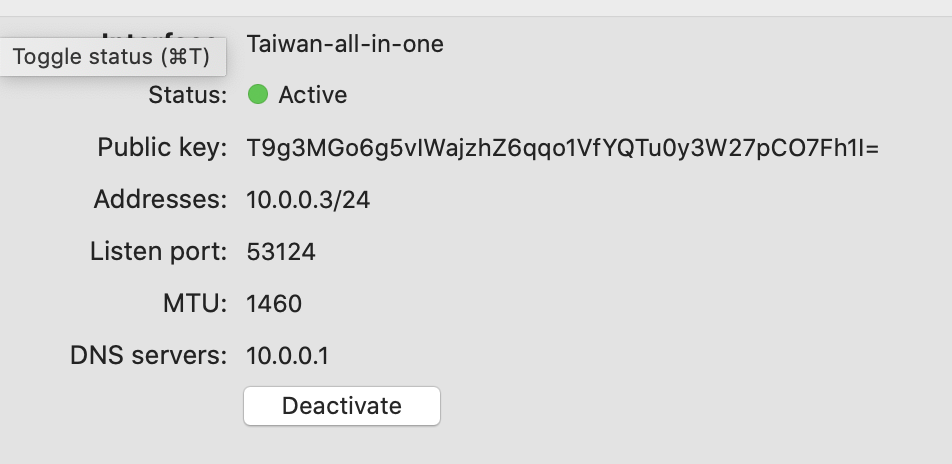 Interface: Taiwan-all-in-one
Toggle status (⌘T)
Status: Active
Public key: T9g3MGo6g5vIWajzhZ6qqo1VfYQTu0y3W27pCO7Fh1I=
Addresses: 10.0.0.3/24
Listen port: 53124
MTU: 1460
DNS servers: 10.0.0.1
Deactivate